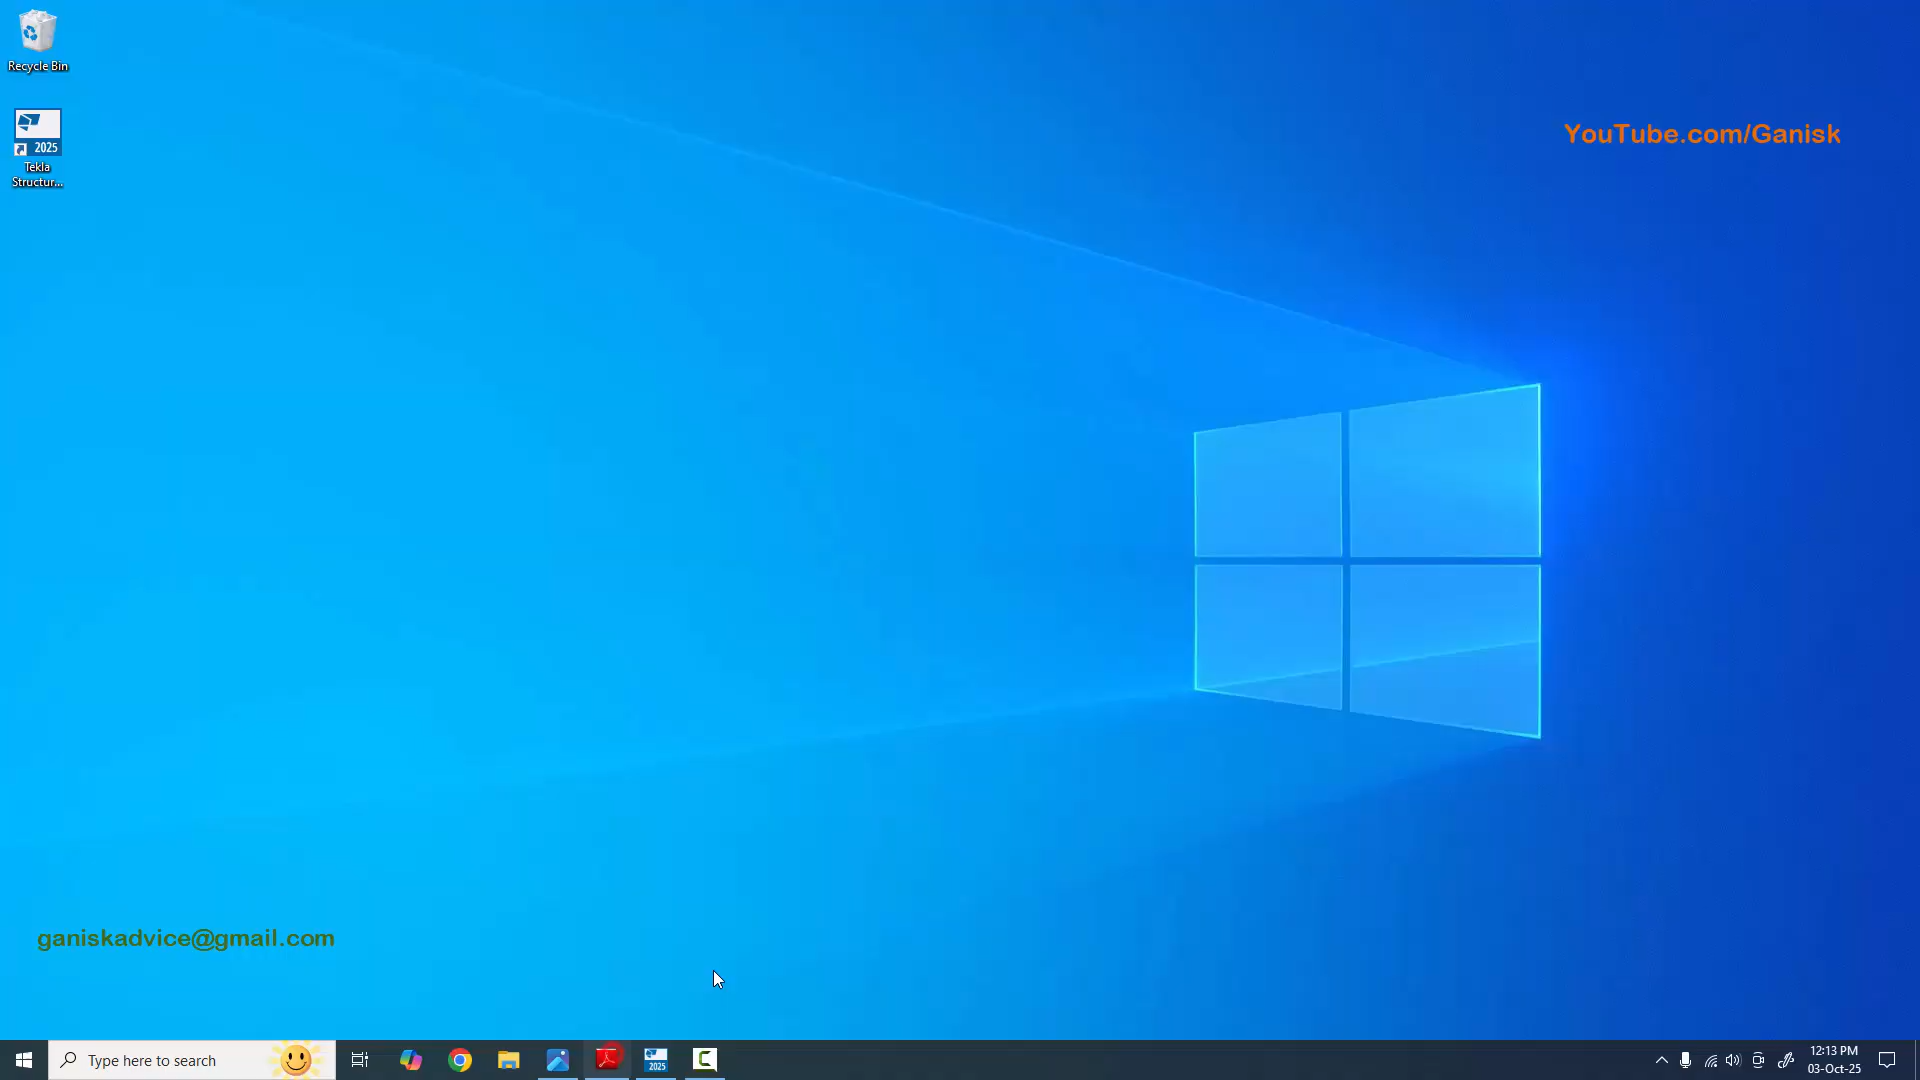 Recycle Bin
2025
Tekla
Structur...
YouTube.com/Ganisk
ganiskadvice@gmail.com
Type here to search
2025
12:13 PM
03-Oct-25